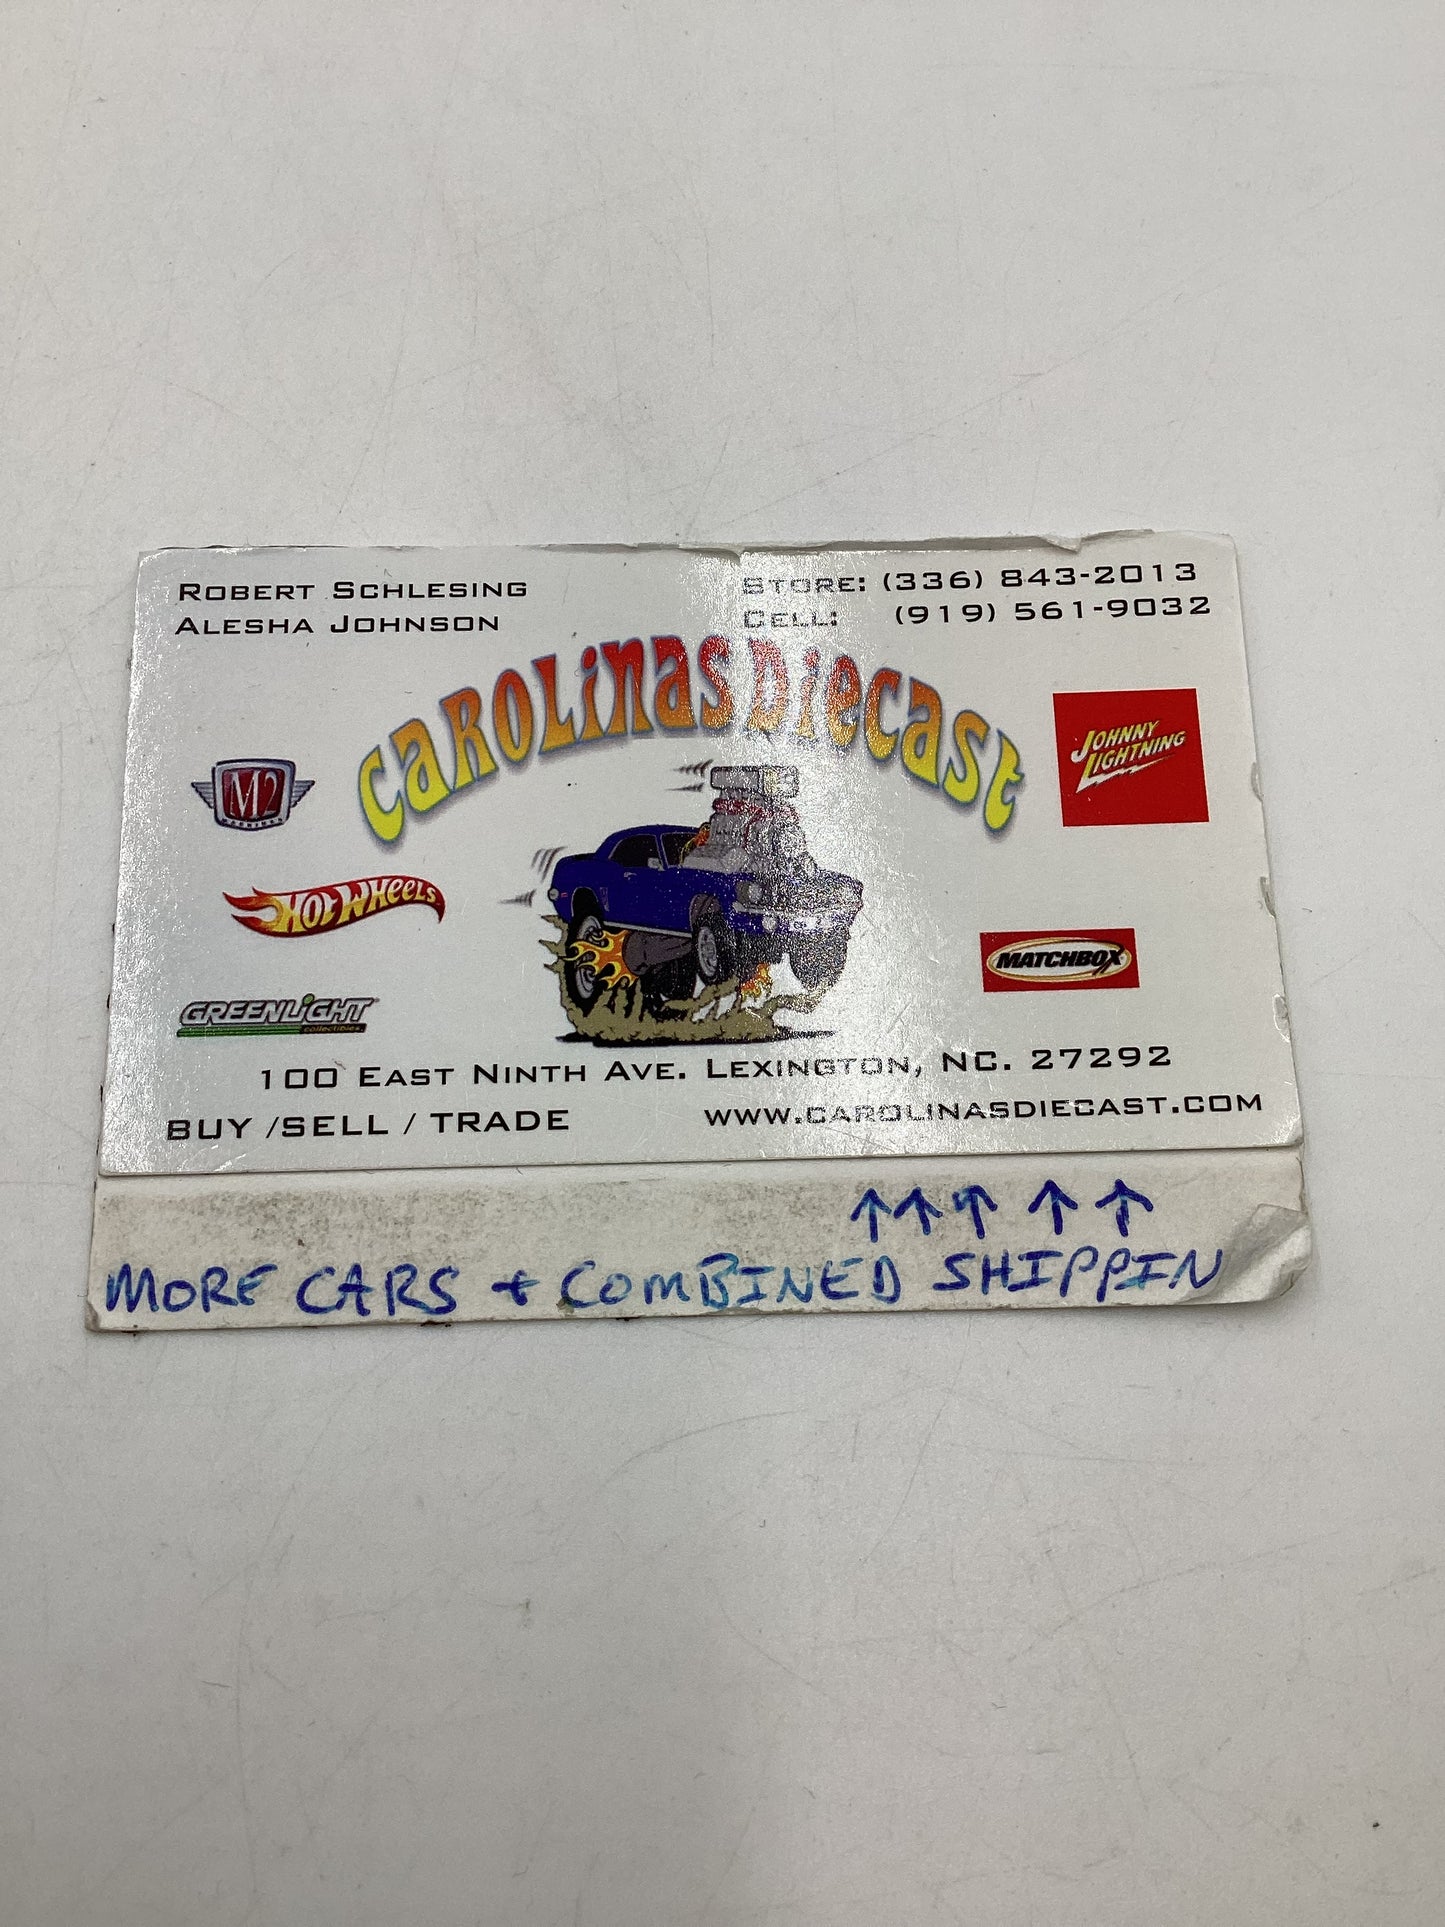 ROBERT SCHLESING
ALESHA JOHNSON
STORE: (336) 843-2013
CELL: (919) 561-9032
CAROLINAS DIECAST
M2
MACHINES
JOHNNY
LIGHTNING
HOT WHEELS
MATCHBOX
GREENLIGHT
collectibles
100 EAST NINTH AVE. LEXINGTON, NC. 27292
BUY /SELL / TRADE
WWW.CAROLINASDIECAST.COM
↑ ↑ ↑ ↑ ↑
MORE CARS + COMBINED SHIPPIN